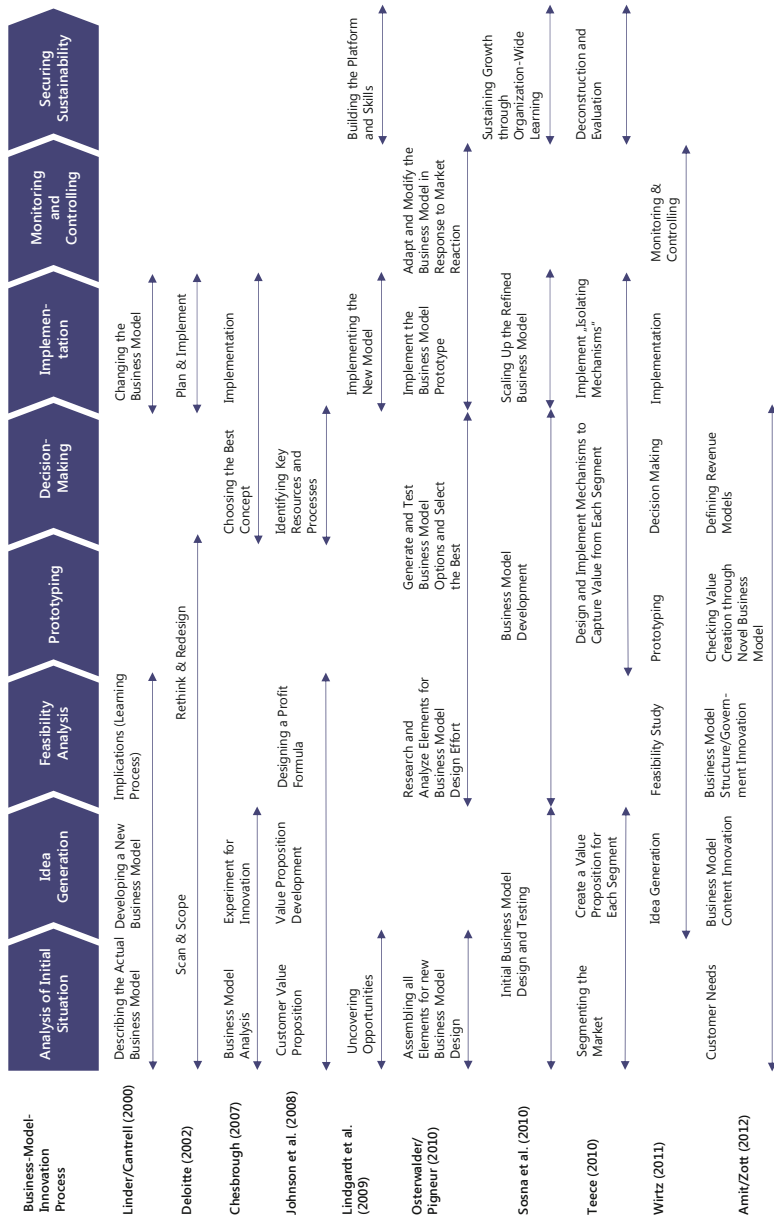 Business-Model-
Innovation
Process
Analysis of Initial
Situation
Idea
Generation
Feasibility
Analysis
Prototyping
Decision-
Making
Implemen-
tation
Monitoring
and
Controlling
Securing
Sustainability
Linder/Cantrell (2000)
Describing the Actual
Business Model
Developing a New
Business Model
Implications (Learning
Process)
Changing the
Business Model
Deloitte (2002)
Scan & Scope
Rethink & Redesign
Plan & Implement
Chesbrough (2007)
Business Model
Analysis
Experiment for
Innovation
Choosing the Best
Concept
Implementation
Johnson et al. (2008)
Customer Value
Proposition
Value Proposition
Development
Designing a Profit
Formula
Identifying Key
Resources and
Processes
Lindgardt et al.
(2009)
Uncovering
Opportunities
Implementing the
New Model
Building the Platform
and Skills
Osterwalder/
Pigneur (2010)
Assembling all
Elements for new
Business Model
Design
Research and
Analyze Elements for
Business Model
Design Effort
Generate and Test
Business Model
Options and Select
the Best
Implement the
Business Model
Prototype
Adapt and Modify the
Business Model in
Response to Market
Reaction
Sosna et al. (2010)
Initial Business Model
Design and Testing
Business Model
Development
Scaling Up the Refined
Business Model
Sustaining Growth
through
Organization-Wide
Learning
Teece (2010)
Segmenting the
Market
Create a Value
Proposition for
Each Segment
Design and Implement Mechanisms to
Capture Value from Each Segment
Implement „Isolating
Mechanisms“
Deconstruction and
Evaluation
Wirtz (2011)
Idea Generation
Feasibility Study
Prototyping
Decision Making
Implementation
Monitoring &
Controlling
Amit/Zott (2012)
Customer Needs
Business Model
Content Innovation
Business Model
Structure/Govern-
ment Innovation
Checking Value
Creation through
Novel Business
Model
Defining Revenue
Models